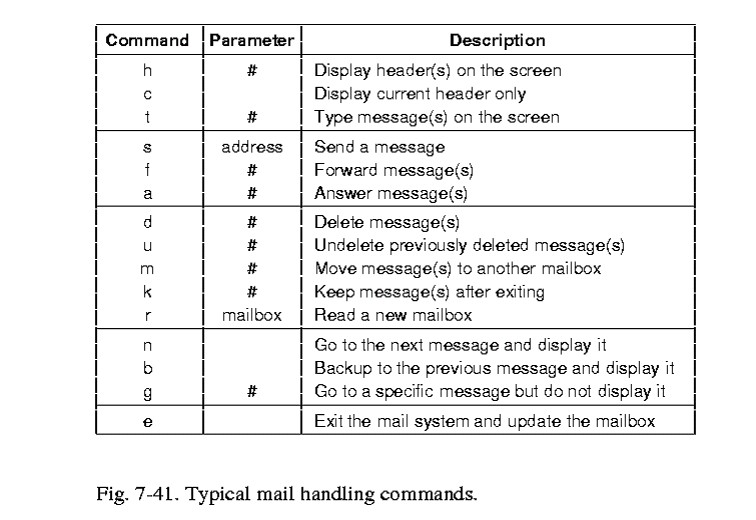 Command Parameter Description
h # Display header(s) on the screen
c Display current header only
t # Type message(s) on the screen
s address Send a message
f # Forward message(s)
a # Answer message(s)
d # Delete message(s)
u # Undelete previously deleted message(s)
m # Move message(s) to another mailbox
k # Keep message(s) after exiting
r mailbox Read a new mailbox
n Go to the next message and display it
b Backup to the previous message and display it
g # Go to a specific message but do not display it
e Exit the mail system and update the mailbox
Fig. 7-41. Typical mail handling commands.